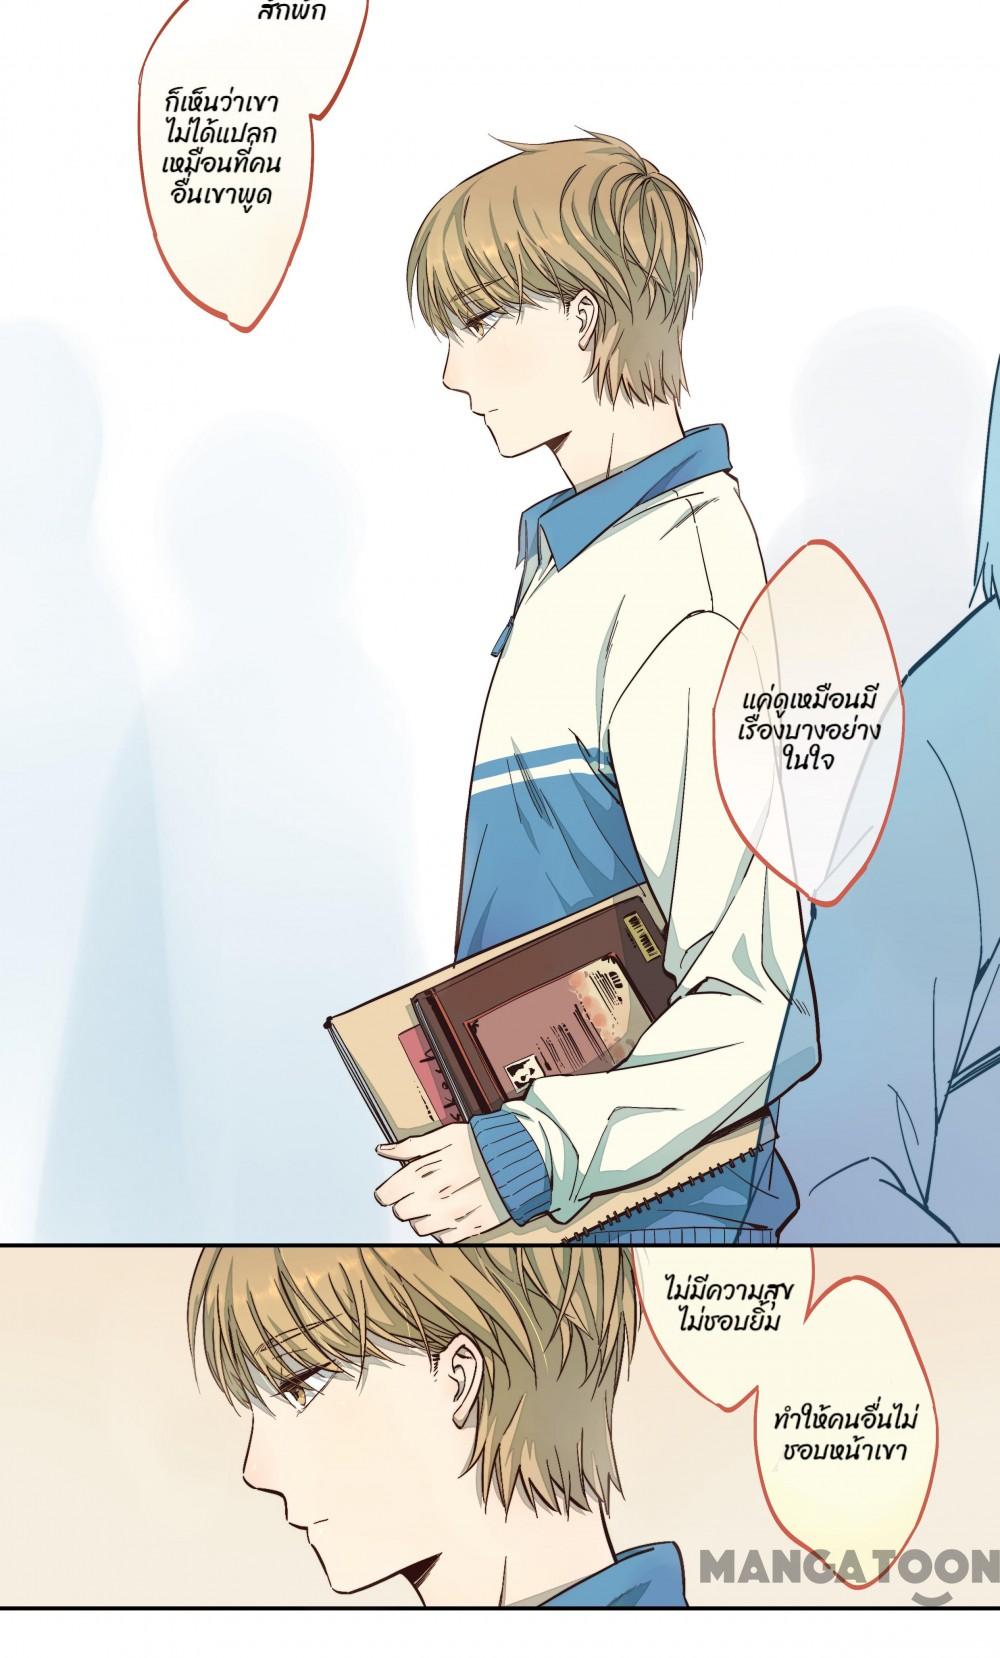 สักพัก
ก็เห็นว่าเขา
ไม่ได้แปลก
เหมือนที่คน
อื่นเขาพูด
แค่ดูเหมือนมี
เรื่องบางอย่าง
ในใจ
sketch
ไม่มีความสุข
ไม่ชอบยิ้ม
ทำให้คนอื่นไม่
ชอบหน้าเขา
MANGATOON